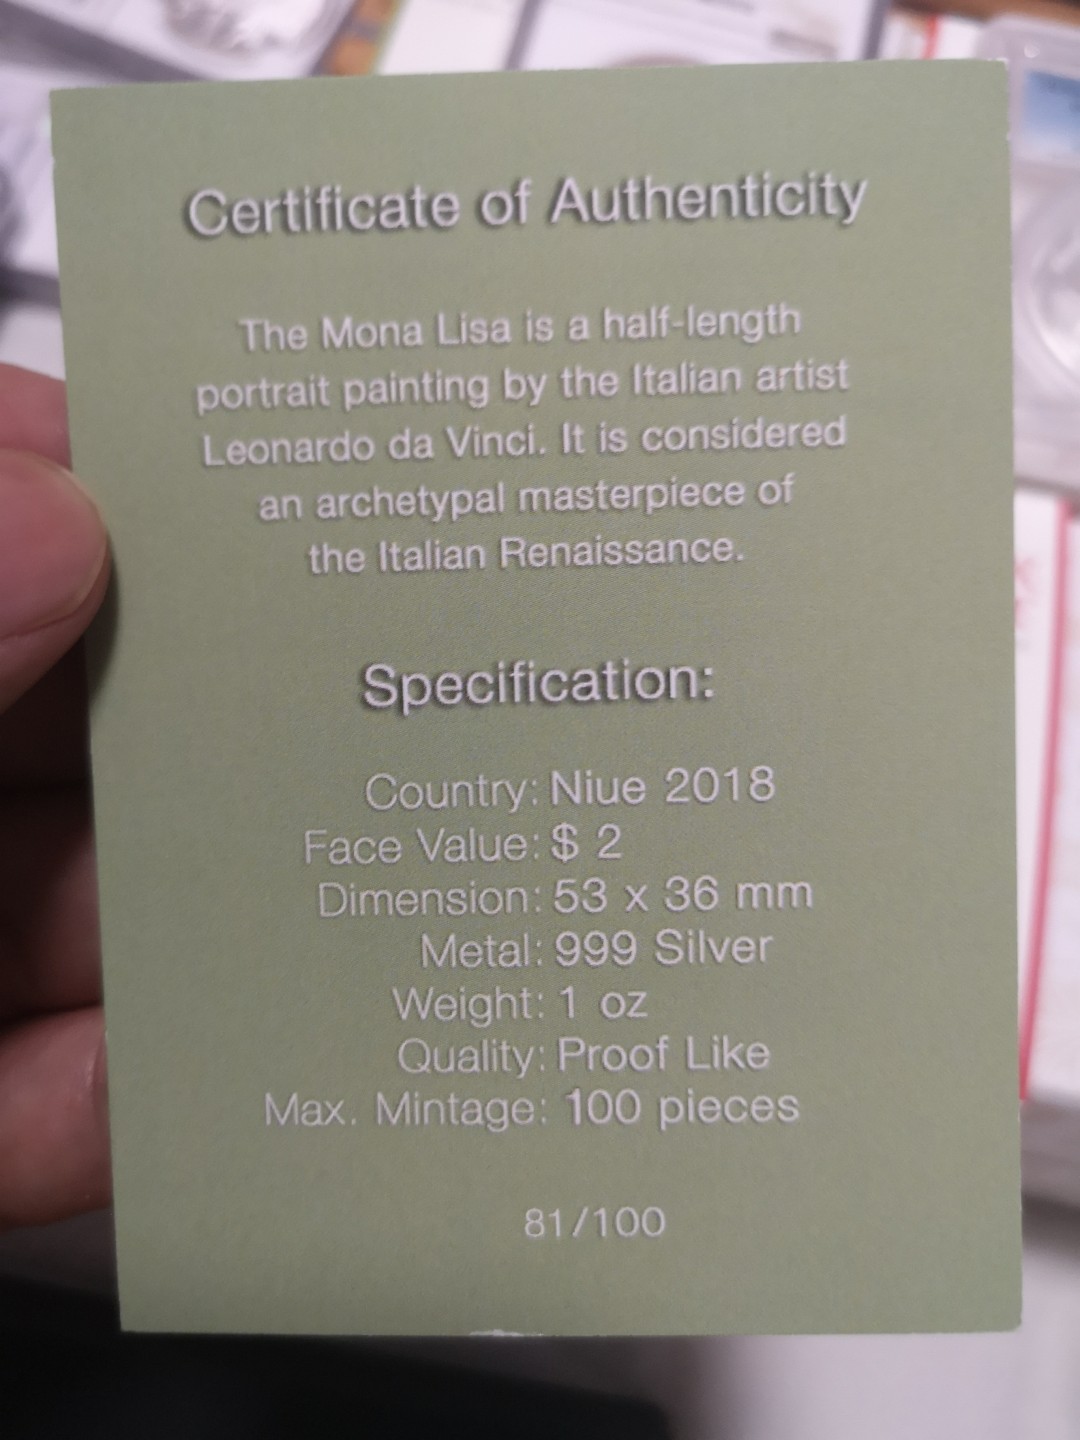 Certificate of Authenticity
The Mona Lisa is a half-length
portrait painting by the Italian artist
Leonardo da Vinci. It is considered
an archetypal masterpiece of
the Italian Renaissance.
Specification:
Country: Niue 2018
Face Value: $ 2
Dimension: 53 x 36 mm
Metal: 999 Silver
Weight: 1 oz
Quality: Proof Like
Max. Mintage: 100 pieces
81/100